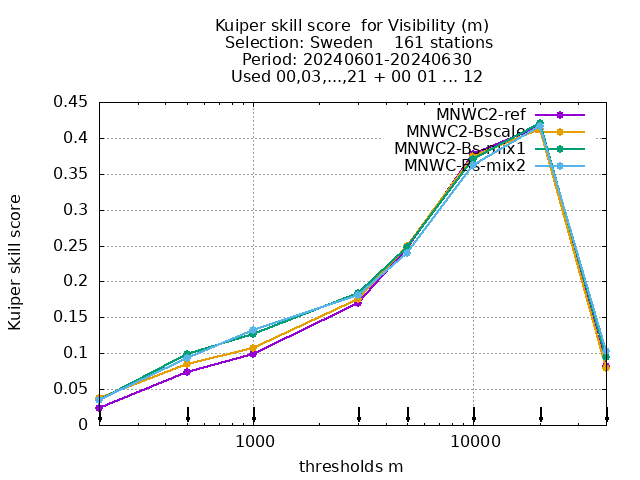 Kuiper skill score  for Visibility (m)
Selection: Sweden    161 stations
Period: 20240601-20240630
Used 00,03,...,21 + 00 01 ... 12
MNWC2-ref
MNWC2-Bscale
MNWC2-Bs-mix1
MNWC-Bs-mix2
Kuiper skill score
0.45
0.4
0.35
0.3
0.25
0.2
0.15
0.1
0.05
0
1000 10000
thresholds m